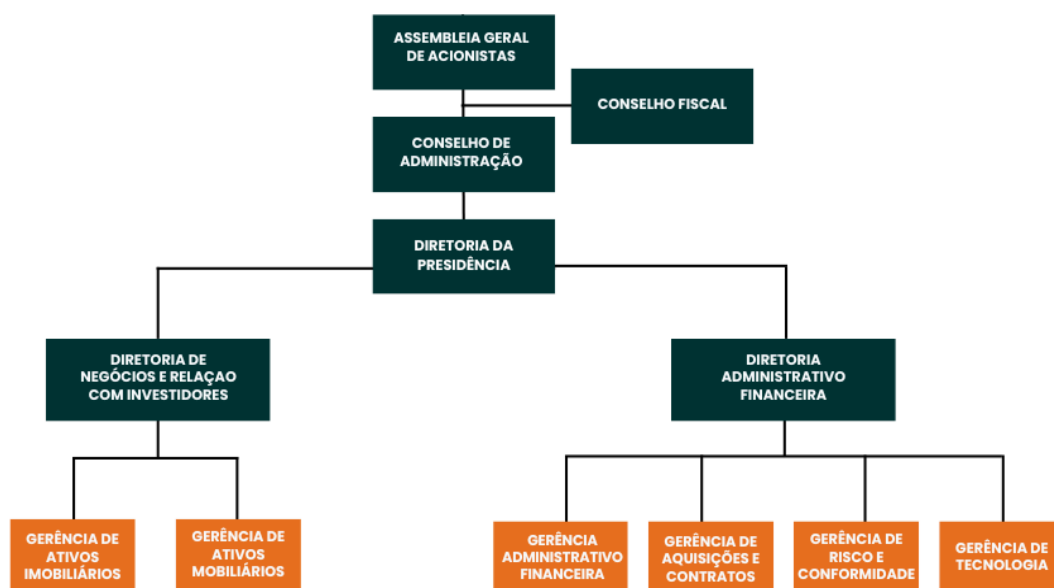 ASSEMBLEIA GERAL
DE ACIONISTAS
CONSELHO FISCAL
CONSELHO DE
ADMINISTRAÇÃO
DIRETORIA DA
PRESIDÊNCIA
DIRETORIA DE
NEGÓCIOS E RELAÇAO
COM INVESTIDORES
DIRETORIA
ADMINISTRATIVO
FINANCEIRA
GERÊNCIA DE
ATIVOS
IMOBILIÁRIOS
GERÊNCIA DE
ATIVOS
MOBILIÁRIOS
GERÊNCIA
ADMINISTRATIVO
FINANCEIRA
GERÊNCIA DE
AQUISIÇÕES E
CONTRATOS
GERÊNCIA DE
RISCO E
CONFORMIDADE
GERÊNCIA DE
TECNOLOGIA